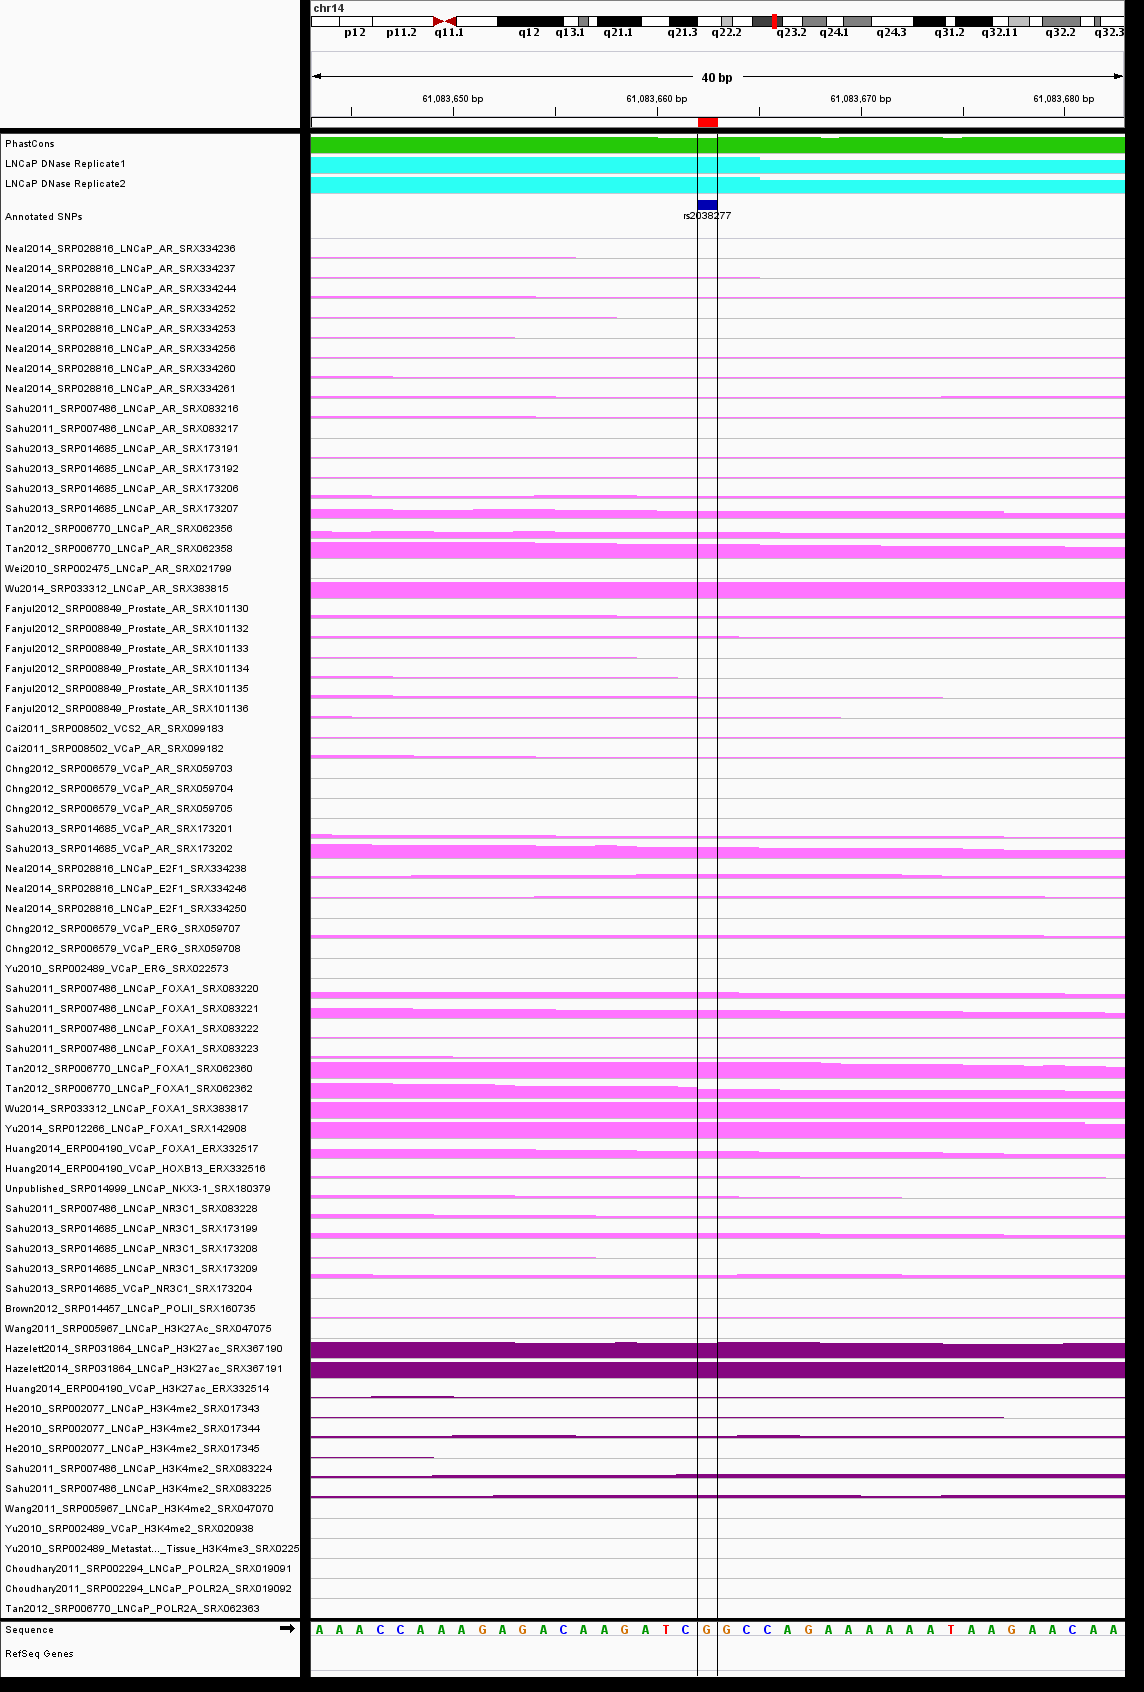 chr14
p12 p11.2 q11.1 q12 q13.1 q21.1 q21.3 q22.2 q23.2 q24.1 q24.3 q31.2 q32.11 q32.3
40 bp
61,083,650 bp 61,083,660 bp 61,083,670 bp 61,083,680 bp
PhastCons
LNCaP DNase Replicate1
LNCaP DNase Replicate2
Annotated SNPs rs2038277
Neal2014_SRP028816_LNCaP_AR_SRX334236
Neal2014_SRP028816_LNCaP_AR_SRX334237
Neal2014_SRP028816_LNCaP_AR_SRX334244
Neal2014_SRP028816_LNCaP_AR_SRX334252
Neal2014_SRP028816_LNCaP_AR_SRX334253
Neal2014_SRP028816_LNCaP_AR_SRX334256
Neal2014_SRP028816_LNCaP_AR_SRX334260
Neal2014_SRP028816_LNCaP_AR_SRX334261
Sahu2011_SRP007486_LNCaP_AR_SRX083216
Sahu2011_SRP007486_LNCaP_AR_SRX083217
Sahu2013_SRP014685_LNCaP_AR_SRX173191
Sahu2013_SRP014685_LNCaP_AR_SRX173192
Sahu2013_SRP014685_LNCaP_AR_SRX173206
Sahu2013_SRP014685_LNCaP_AR_SRX173207
Tan2012_SRP006770_LNCaP_AR_SRX062356
Tan2012_SRP006770_LNCaP_AR_SRX062358
Wei2010_SRP002475_LNCaP_AR_SRX021799
Wu2014_SRP033312_LNCaP_AR_SRX383815
Fanjul2012_SRP008849_Prostate_AR_SRX101130
Fanjul2012_SRP008849_Prostate_AR_SRX101132
Fanjul2012_SRP008849_Prostate_AR_SRX101133
Fanjul2012_SRP008849_Prostate_AR_SRX101134
Fanjul2012_SRP008849_Prostate_AR_SRX101135
Fanjul2012_SRP008849_Prostate_AR_SRX101136
Cai2011_SRP008502_VCS2_AR_SRX099183
Cai2011_SRP008502_VCaP_AR_SRX099182
Chng2012_SRP006579_VCaP_AR_SRX059703
Chng2012_SRP006579_VCaP_AR_SRX059704
Chng2012_SRP006579_VCaP_AR_SRX059705
Sahu2013_SRP014685_VCaP_AR_SRX173201
Sahu2013_SRP014685_VCaP_AR_SRX173202
Neal2014_SRP028816_LNCaP_E2F1_SRX334238
Neal2014_SRP028816_LNCaP_E2F1_SRX334246
Neal2014_SRP028816_LNCaP_E2F1_SRX334250
Chng2012_SRP006579_VCaP_ERG_SRX059707
Chng2012_SRP006579_VCaP_ERG_SRX059708
Yu2010_SRP002489_VCaP_ERG_SRX022573
Sahu2011_SRP007486_LNCaP_FOXA1_SRX083220
Sahu2011_SRP007486_LNCaP_FOXA1_SRX083221
Sahu2011_SRP007486_LNCaP_FOXA1_SRX083222
Sahu2011_SRP007486_LNCaP_FOXA1_SRX083223
Tan2012_SRP006770_LNCaP_FOXA1_SRX062360
Tan2012_SRP006770_LNCaP_FOXA1_SRX062362
Wu2014_SRP033312_LNCaP_FOXA1_SRX383817
Yu2014_SRP012266_LNCaP_FOXA1_SRX142908
Huang2014_ERP004190_VCaP_FOXA1_ERX332517
Huang2014_ERP004190_VCaP_HOXB13_ERX332516
Unpublished_SRP014999_LNCaP_NKX3-1_SRX180379
Sahu2011_SRP007486_LNCaP_NR3C1_SRX083228
Sahu2013_SRP014685_LNCaP_NR3C1_SRX173199
Sahu2013_SRP014685_LNCaP_NR3C1_SRX173208
Sahu2013_SRP014685_LNCaP_NR3C1_SRX173209
Sahu2013_SRP014685_VCaP_NR3C1_SRX173204
Brown2012_SRP014457_LNCaP_POLII_SRX160735
Wang2011_SRP005967_LNCaP_H3K27Ac_SRX047075
Hazelett2014_SRP031864_LNCaP_H3K27ac_SRX367190
Hazelett2014_SRP031864_LNCaP_H3K27ac_SRX367191
Huang2014_ERP004190_VCaP_H3K27ac_ERX332514
He2010_SRP002077_LNCaP_H3K4me2_SRX017343
He2010_SRP002077_LNCaP_H3K4me2_SRX017344
He2010_SRP002077_LNCaP_H3K4me2_SRX017345
Sahu2011_SRP007486_LNCaP_H3K4me2_SRX083224
Sahu2011_SRP007486_LNCaP_H3K4me2_SRX083225
Wang2011_SRP005967_LNCaP_H3K4me2_SRX047070
Yu2010_SRP002489_VCaP_H3K4me2_SRX020938
Yu2010_SRP002489_Metastat..._Tissue_H3K4me3_SRX0225
Choudhary2011_SRP002294_LNCaP_POLR2A_SRX019091
Choudhary2011_SRP002294_LNCaP_POLR2A_SRX019092
Tan2012_SRP006770_LNCaP_POLR2A_SRX062363
Sequence A A A C C A A A G A G A C A A G A T C G G C C A G A A A A A A T A A G A A C A A
RefSeq Genes